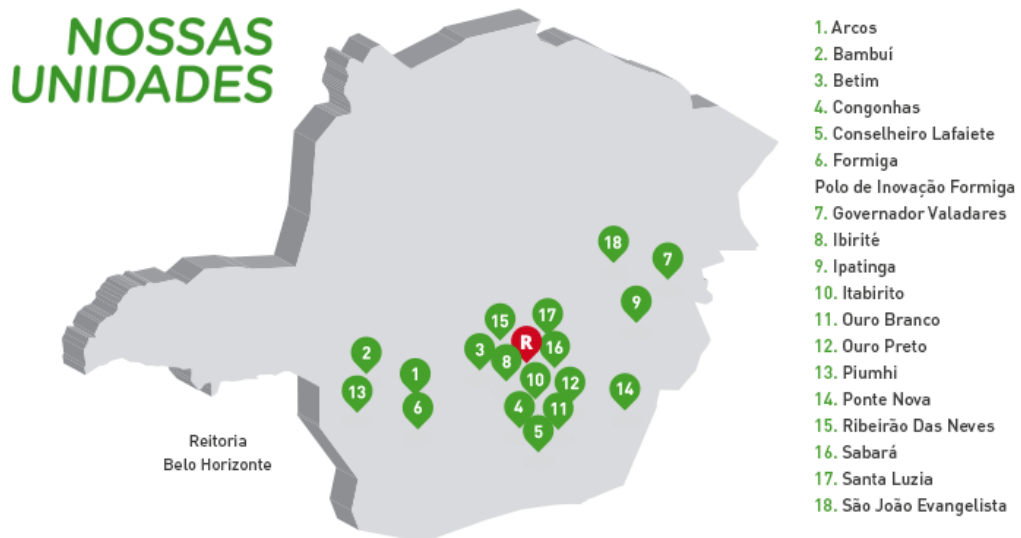 NOSSAS
UNIDADES
18
7
9
15
17
R
3
8
16
2
1
10
12
13
6
4
11
14
5
Reitoria
Belo Horizonte
1. Arcos
2. Bambuí
3. Betim
4. Congonhas
5. Conselheiro Lafaiete
6. Formiga
Polo de Inovação Formiga
7. Governador Valadares
8. Ibirité
9. Ipatinga
10. Itabirito
11. Ouro Branco
12. Ouro Preto
13. Piumhi
14. Ponte Nova
15. Ribeirão Das Neves
16. Sabará
17. Santa Luzia
18. São João Evangelista